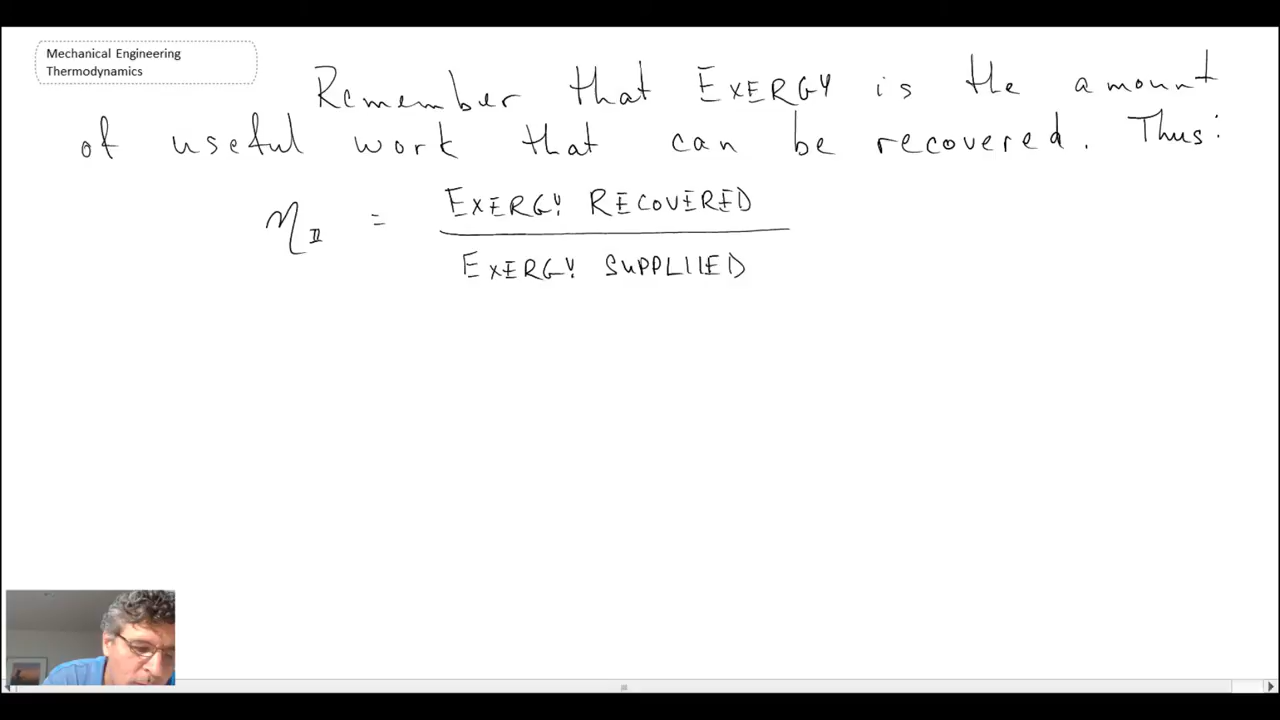 Mechanical Engineering
Thermodynamics
Remember that EXERGY is the amount
of useful work that can be recovered. Thus:
η_II = EXERGY RECOVERED
EXERGY SUPPLIIED